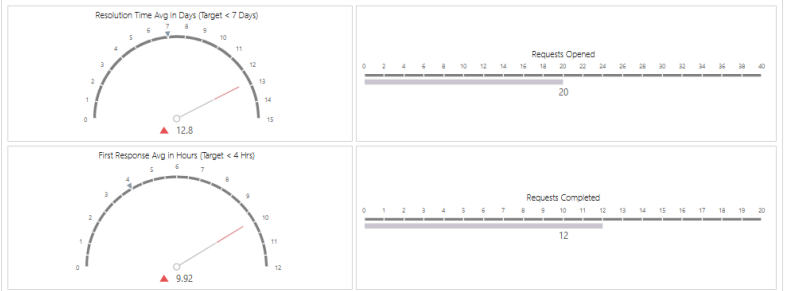 Resolution Time Avg in Days (Target < 7 Days)
0 1 2 3 4 5 6 7 8 9 10 11 12 13 14 15
12.8
Requests Opened
0 2 4 6 8 10 12 14 16 18 20 22 24 26 28 30 32 34 36 38 40
20
First Response Avg in Hours (Target < 4 Hrs)
0 1 2 3 4 5 6 7 8 9 10 11 12
9.92
Requests Completed
0 1 2 3 4 5 6 7 8 9 10 11 12 13 14 15 16 17 18 19 20
12